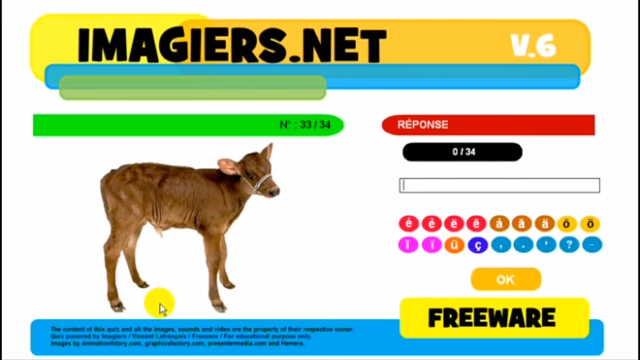 IMAGIERS.NET
V.6
N° : 33 / 34
RÉPONSE
0 / 34
é è ë ê à â ä ô ö
î ï û ç , . ' ? -
OK
FREEWARE
The content of this quiz and all the images, sounds and video are the property of their respective owner.
Quiz powered by Imagiers / Vincent Lefrançois / Freeware / For educational purpose only.
Images by Animationfactory.com, graphicsfactory.com, presentermedia.com and Hemera.